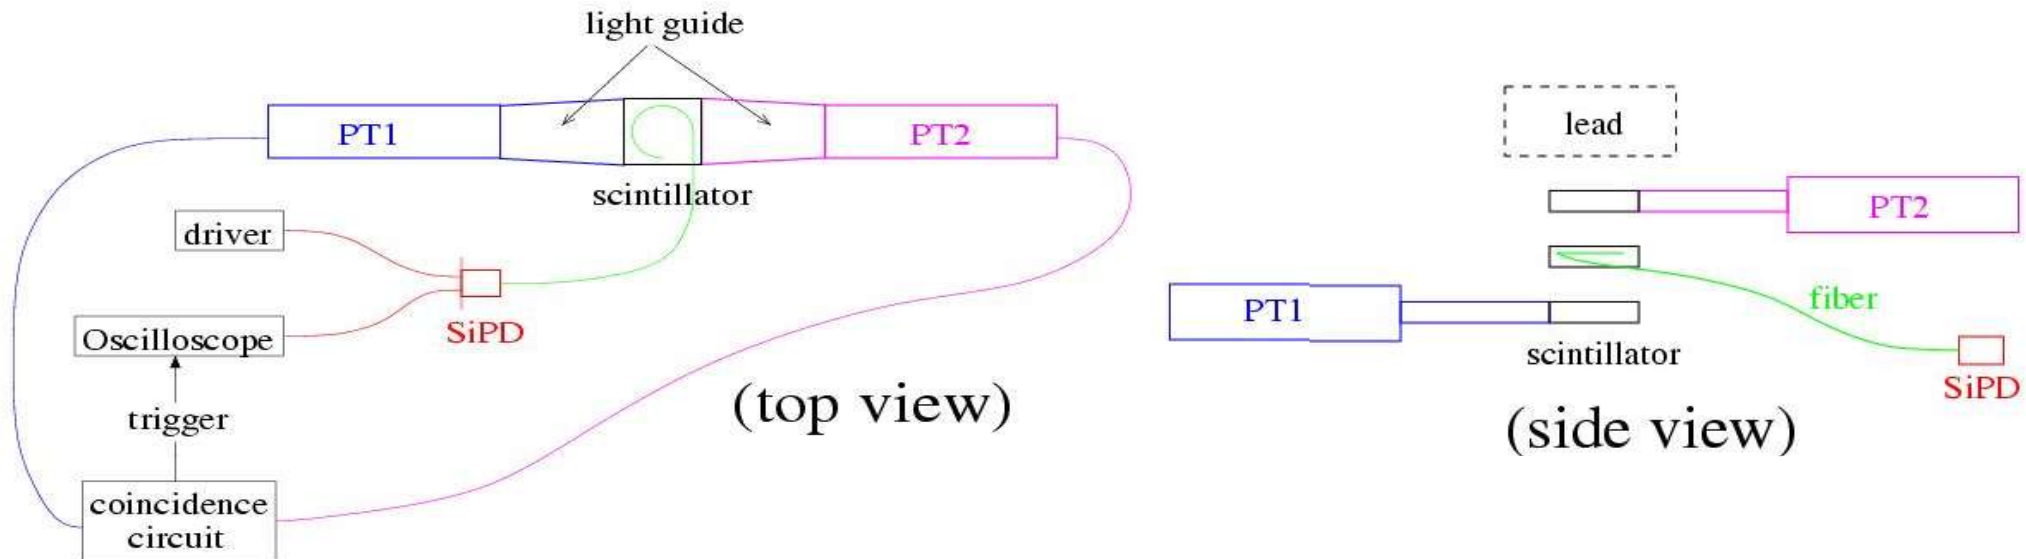 light guide
PT1
PT2
scintillator
driver
SiPD
Oscilloscope
trigger
(top view)
coincidence
circuit
lead
PT2
PT1
fiber
scintillator
SiPD
(side view)